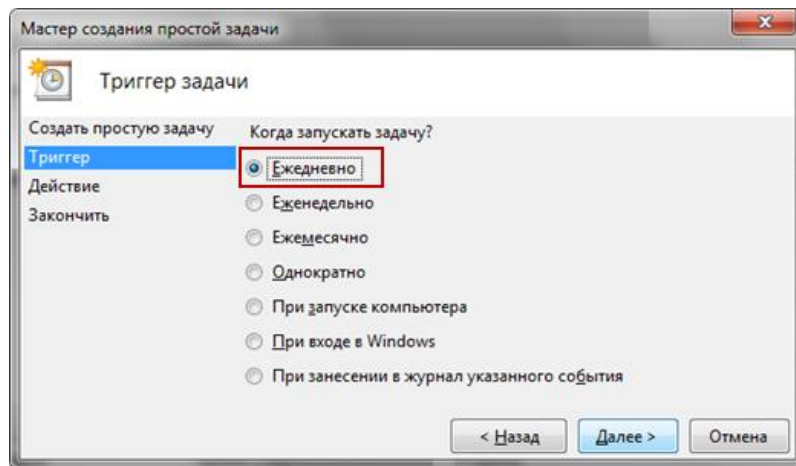 Мастер создания простой задачи
Триггер задачи
Создать простую задачу
Триггер
Действие
Закончить
Когда запускать задачу?
Ежедневно
Еженедельно
Ежемесячно
Однократно
При запуске компьютера
При входе в Windows
При занесении в журнал указанного события
< Назад
Далее >
Отмена